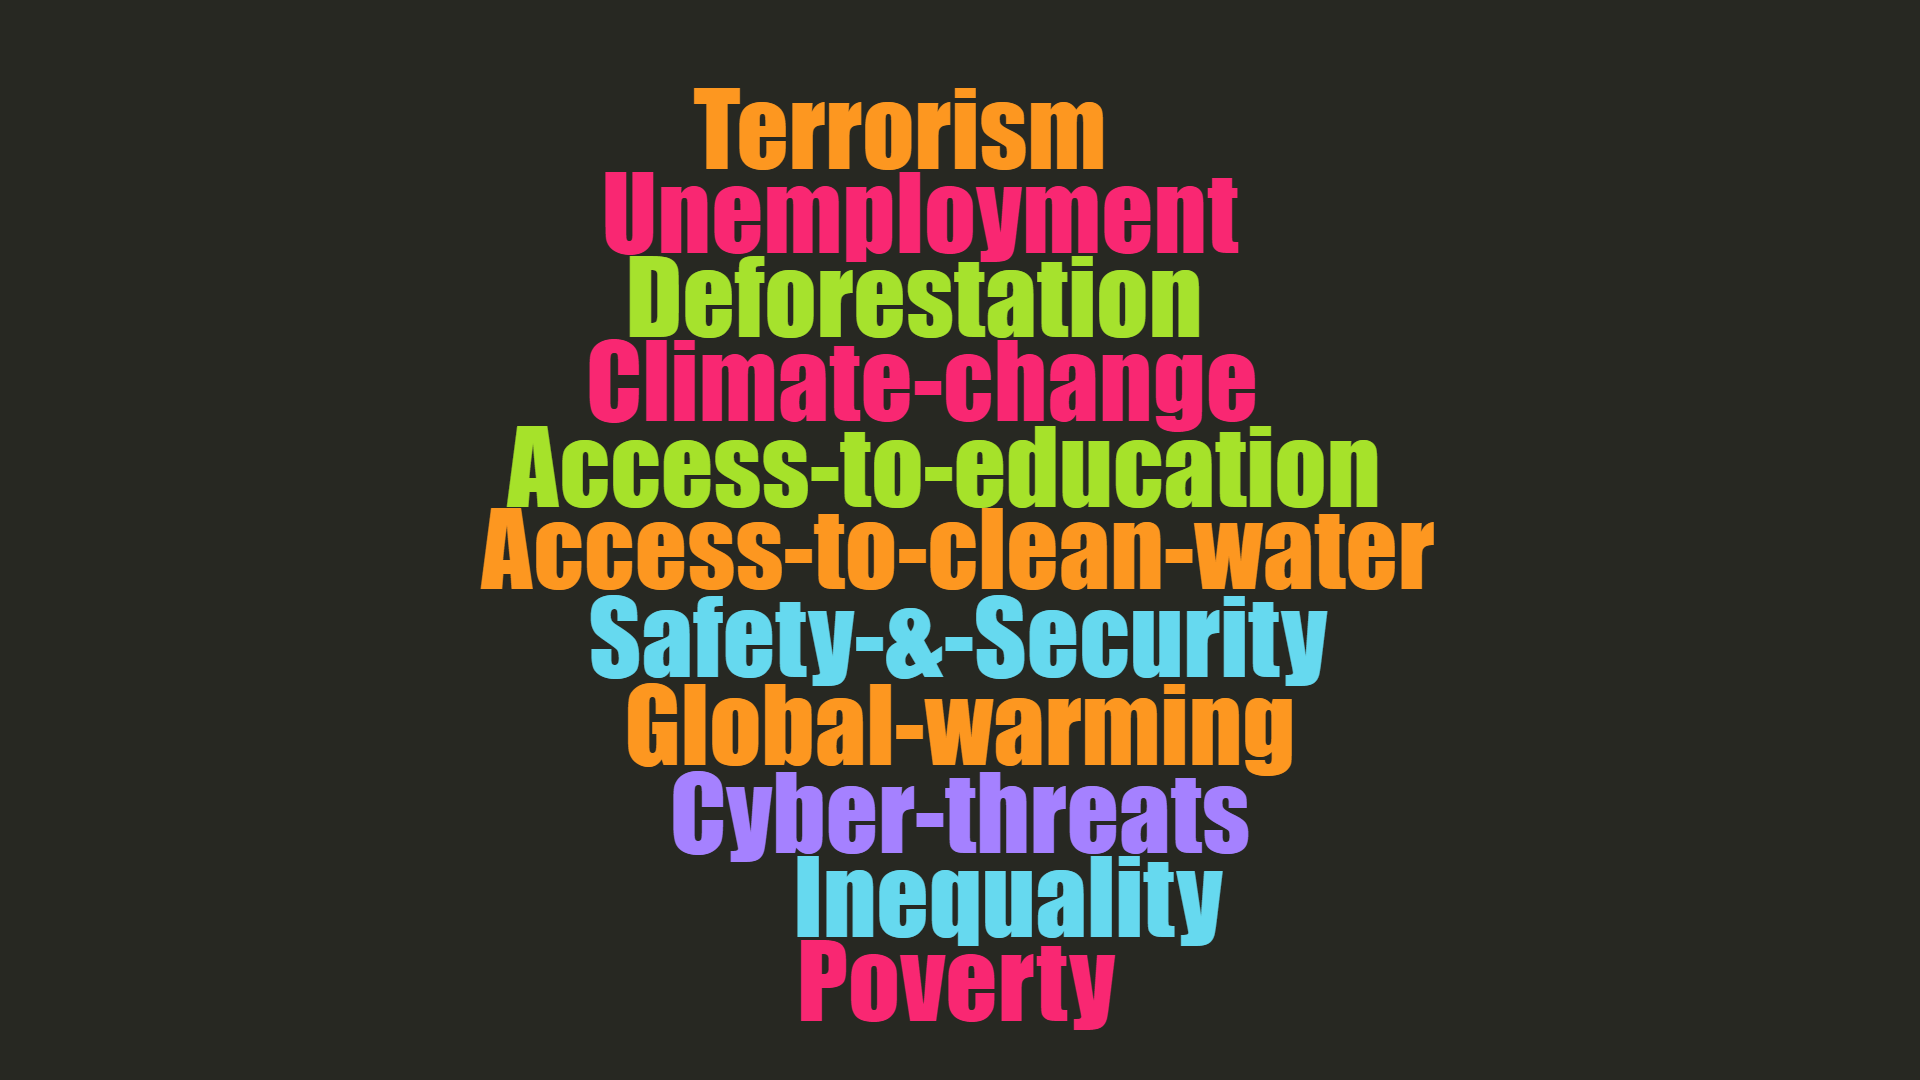 Terrorism
Unemployment
Deforestation
Climate-change
Access-to-education
Access-to-clean-water
Safety-&-Security
Global-warming
Cyber-threats
Inequality
Poverty